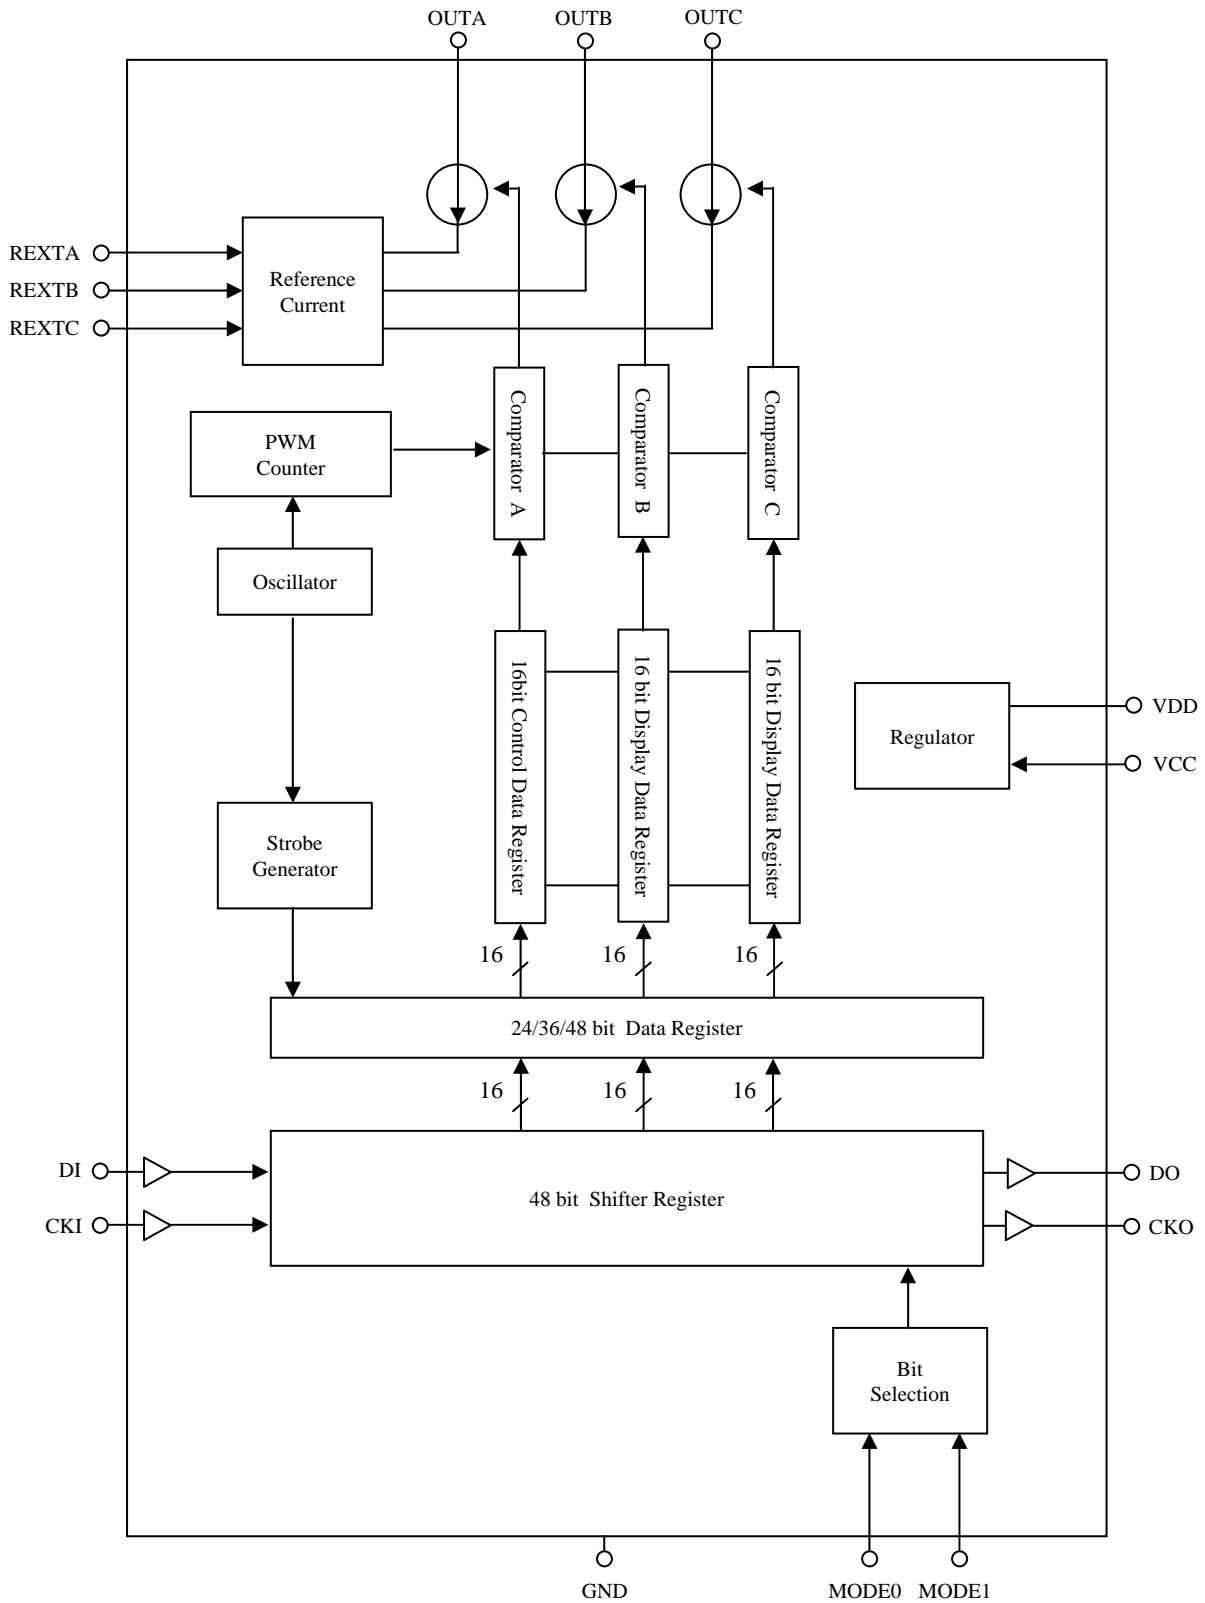 OUTA
OUTB
OUTC
REXTA
REXTB
REXTC
Reference
Current
PWM
Counter
Comparator A
Comparator B
Comparator C
Oscillator
16bit Control Data Register
16 bit Display Data Register
16 bit Display Data Register
Regulator
VDD
VCC
Strobe
Generator
16
16
16
24/36/48 bit Data Register
16
16
16
DI
CKI
48 bit Shifter Register
DO
CKO
Bit
Selection
GND
MODE0
MODE1